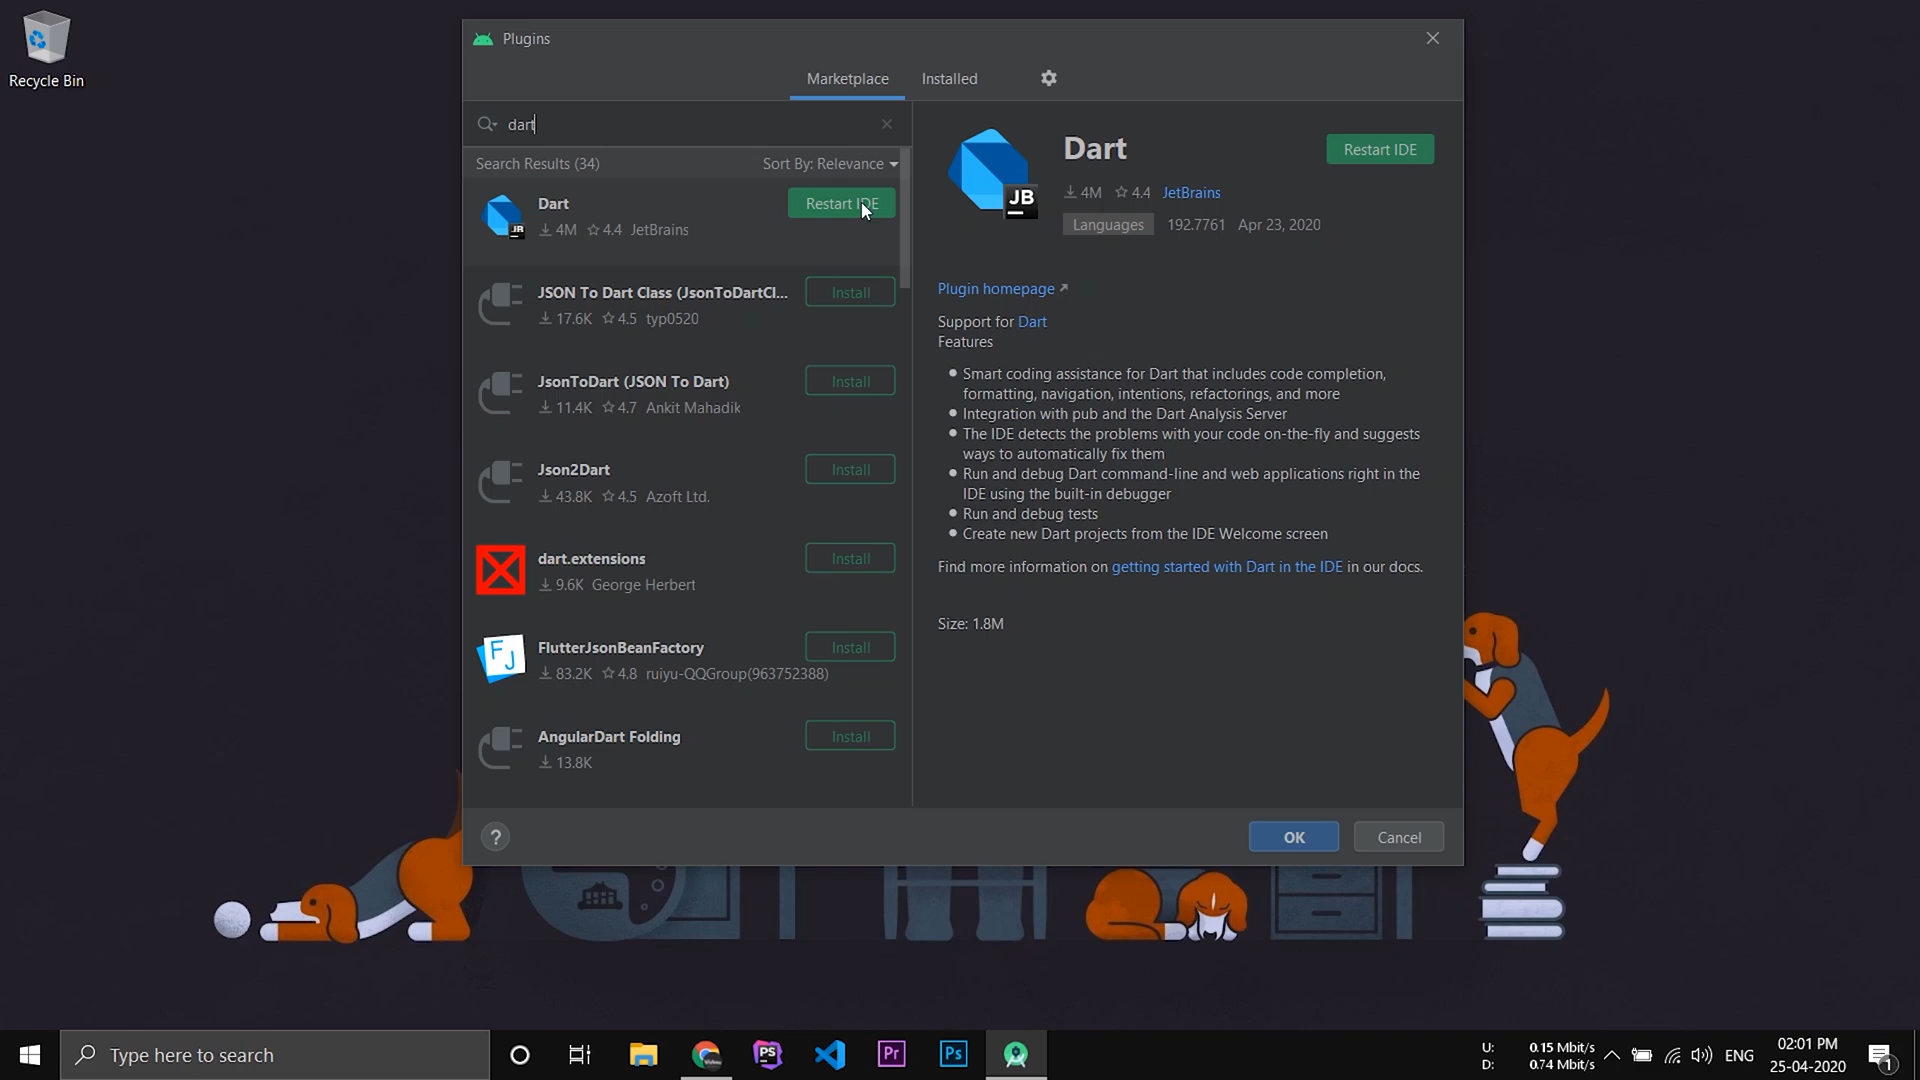 Recycle Bin
Plugins
Marketplace Installed
dart
Search Results (34) Sort By: Relevance
Dart Restart IDE
4M 4.4 JetBrains
JSON To Dart Class (JsonToDartCl... Install
17.6K 4.5 typ0520
JsonToDart (JSON To Dart) Install
11.4K 4.7 Ankit Mahadik
Json2Dart Install
43.8K 4.5 Azoft Ltd.
dart.extensions Install
9.6K George Herbert
FlutterJsonBeanFactory Install
83.2K 4.8 ruiyu-QQGroup(963752388)
AngularDart Folding Install
13.8K
JB
JB
FJ
Dart Restart IDE
4M 4.4 JetBrains
Languages 192.7761 Apr 23, 2020
Plugin homepage
Support for Dart
Features
Smart coding assistance for Dart that includes code completion,
formatting, navigation, intentions, refactorings, and more
Integration with pub and the Dart Analysis Server
The IDE detects the problems with your code on-the-fly and suggests
ways to automatically fix them
Run and debug Dart command-line and web applications right in the
IDE using the built-in debugger
Run and debug tests
Create new Dart projects from the IDE Welcome screen
Find more information on getting started with Dart in the IDE in our docs.
Size: 1.8M
? OK Cancel
Type here to search
PS
Pr
Ps
U: 0.15 Mbit/s
D: 0.74 Mbit/s
ENG
02:01 PM
25-04-2020
1